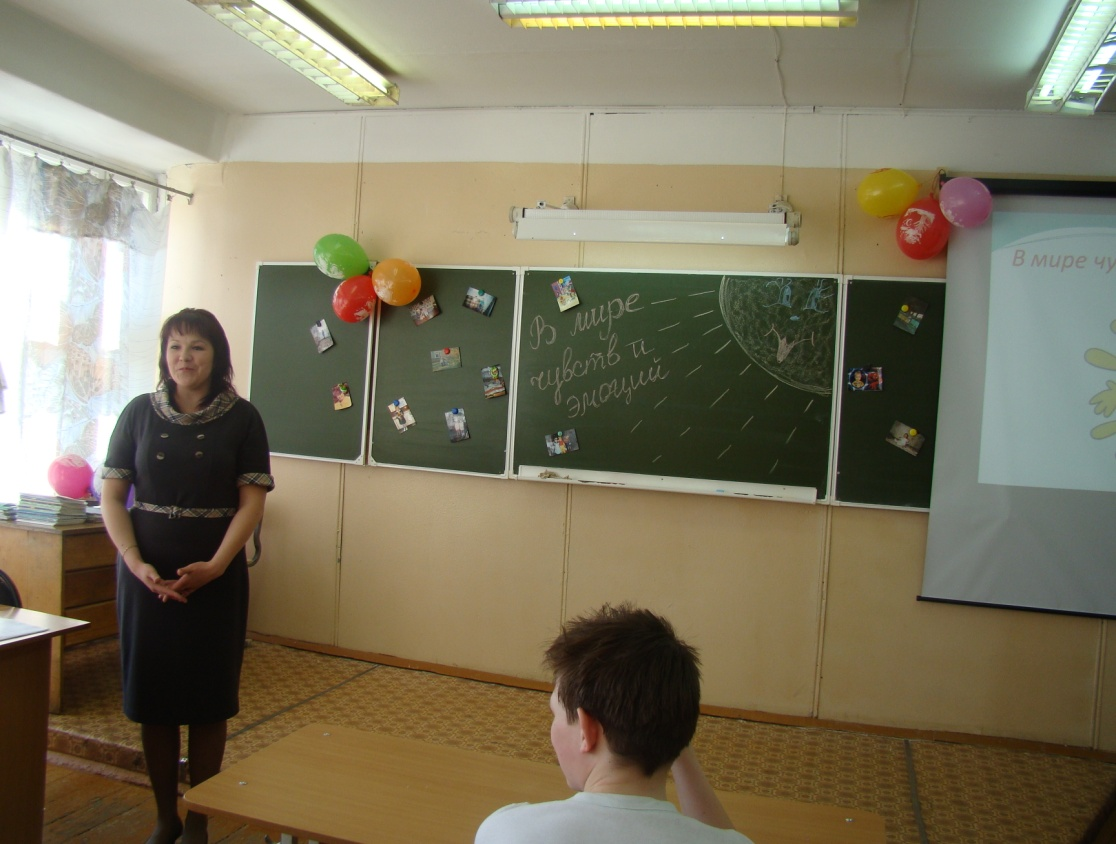 В мире
чувств и
эмоций
В мире чу